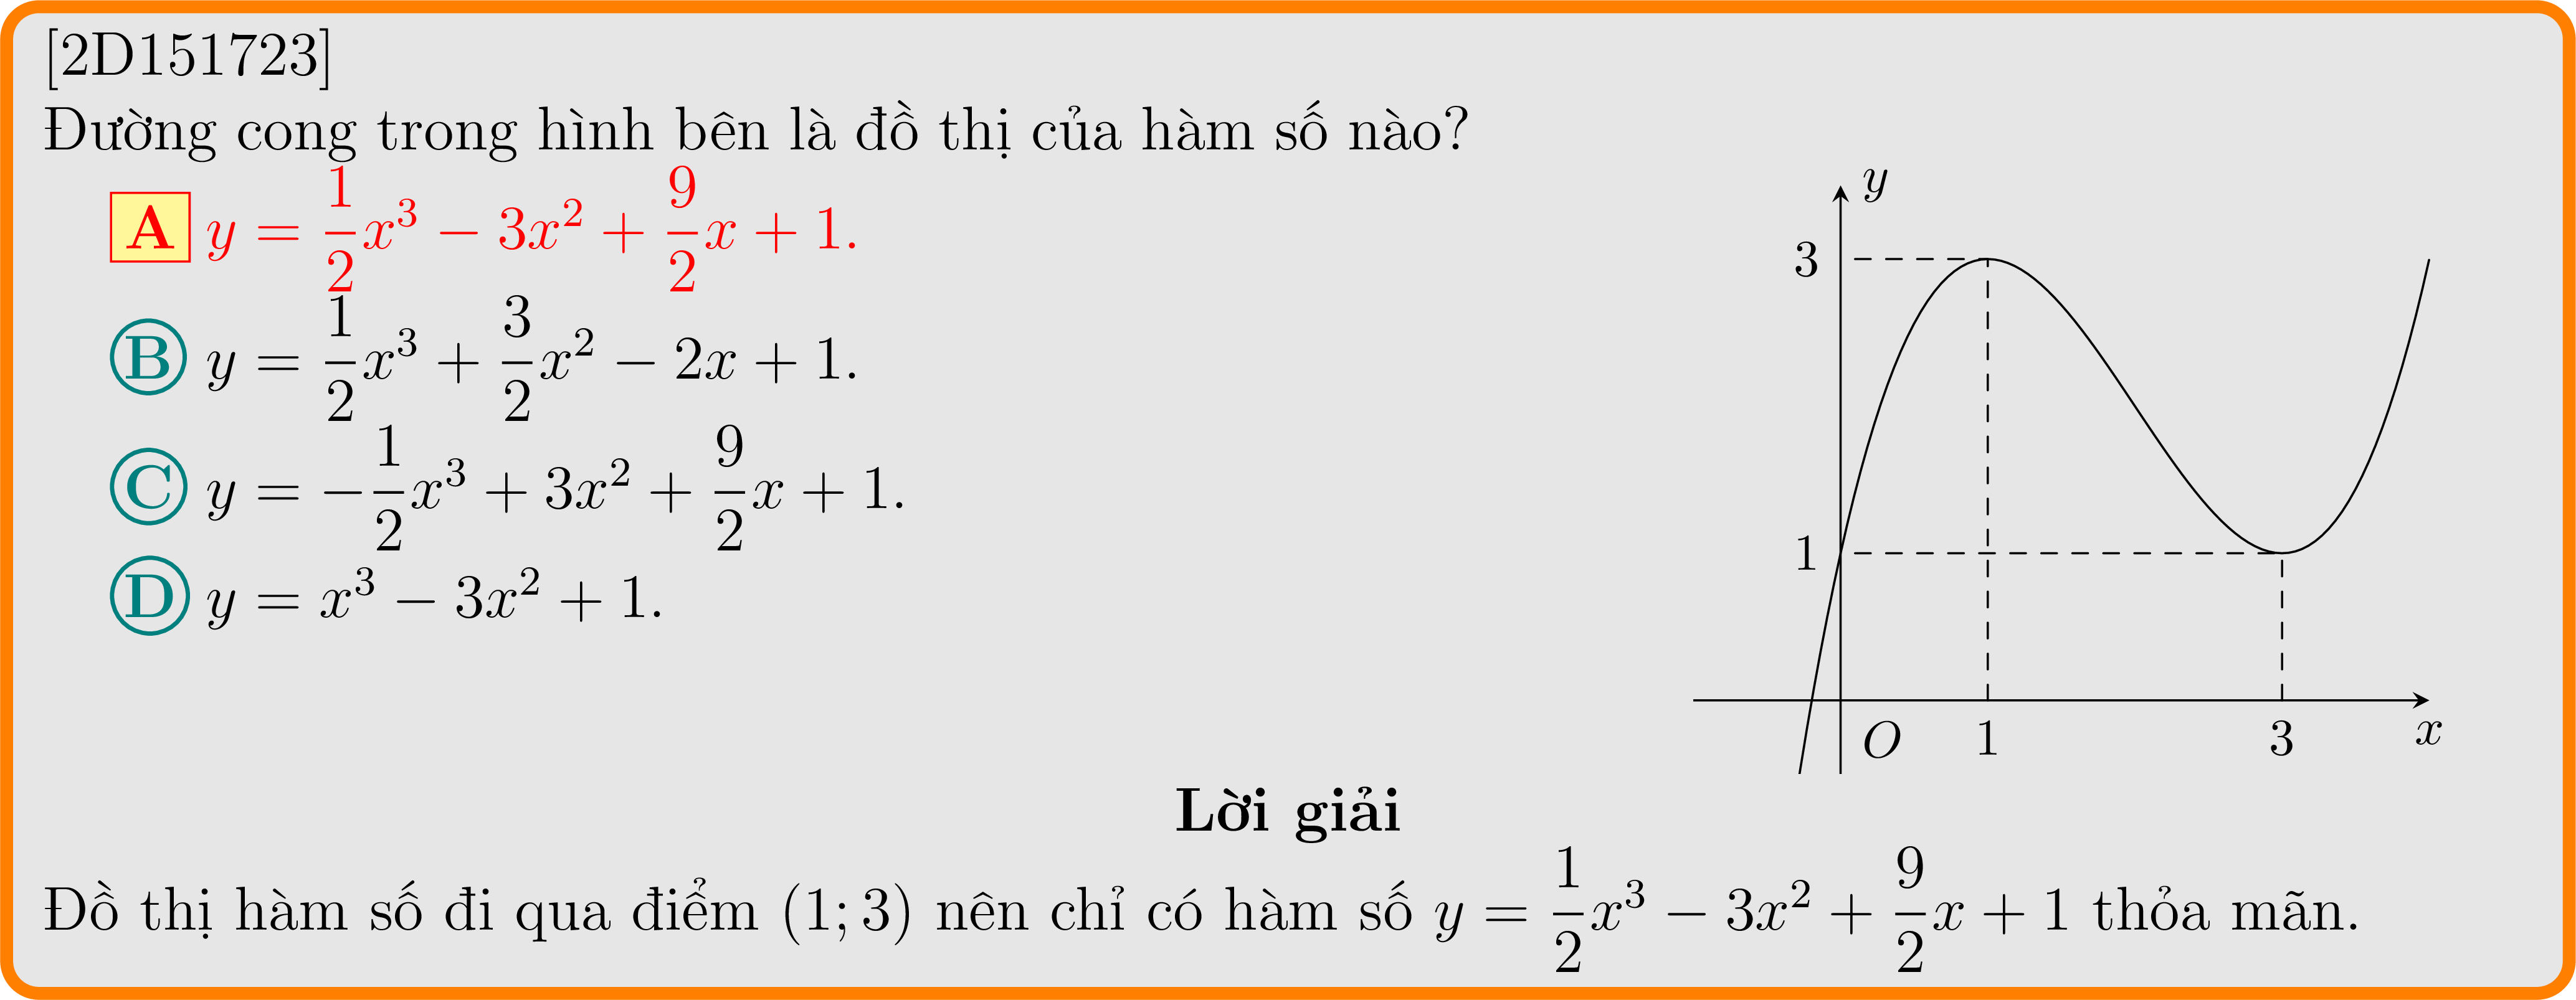 [2D151723]
Đường cong trong hình bên là đồ thị của hàm số nào?
A y = \frac{1}{2}x^3 − 3x^2 + \frac{9}{2}x + 1.
B y = \frac{1}{2}x^3 + \frac{3}{2}x^2 − 2x + 1.
C y = −\frac{1}{2}x^3 + 3x^2 + \frac{9}{2}x + 1.
D y = x^3 − 3x^2 + 1.
y
3
1
O 1 3 x
Lời giải
Đồ thị hàm số đi qua điểm (1; 3) nên chỉ có hàm số y = \frac{1}{2}x^3 − 3x^2 + \frac{9}{2}x + 1 thỏa mãn.